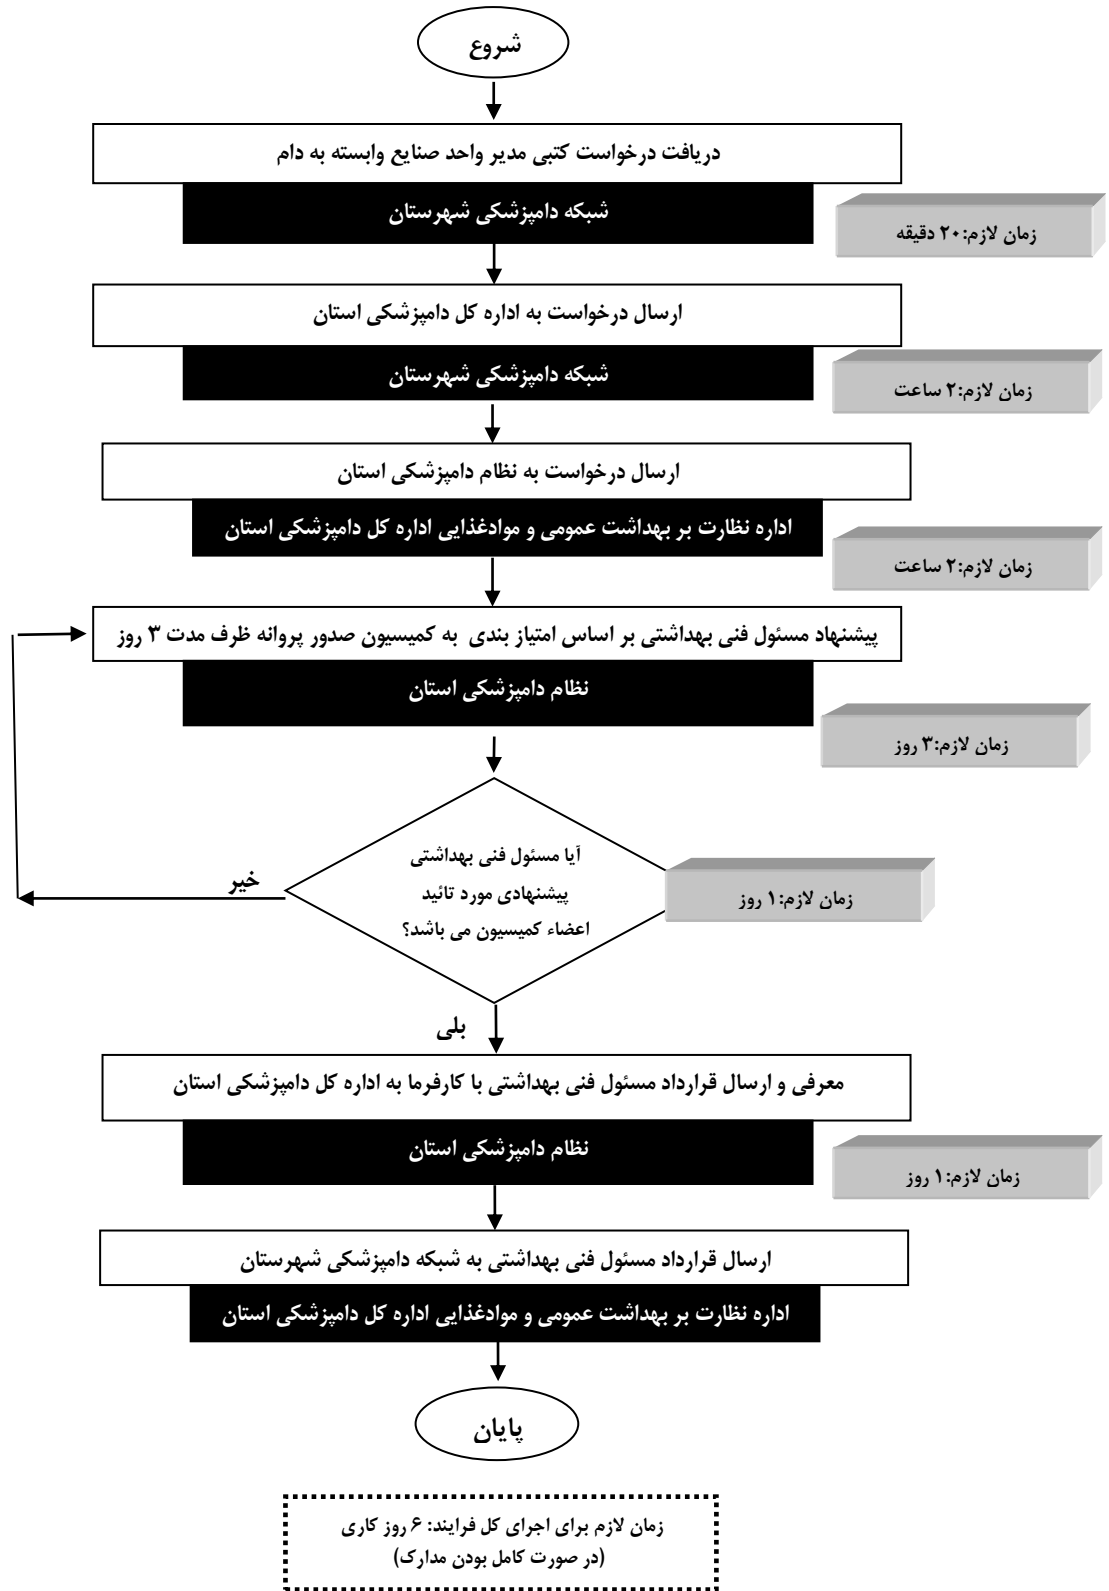 شروع
دریافت درخواست کتبی مدیر واحد صنایع وابسته به دام
شبکه دامپزشکی شهرستان
زمان لازم:۲۰ دقیقه
ارسال درخواست به اداره کل دامپزشکی استان
شبکه دامپزشکی شهرستان
زمان لازم:۲ ساعت
ارسال درخواست به نظام دامپزشکی استان
اداره نظارت بر بهداشت عمومی و موادغذایی اداره کل دامپزشکی استان
زمان لازم:۲ ساعت
پیشنهاد مسئول فنی بهداشتی بر اساس امتیاز بندی به کمیسیون صدور پروانه ظرف مدت ۳ روز
نظام دامپزشکی استان
زمان لازم:۳ روز
آیا مسئول فنی بهداشتی
پیشنهادی مورد تائید
اعضاء کمیسیون می باشد؟
زمان لازم:۱ روز
خیر
بلی
معرفی و ارسال قرارداد مسئول فنی بهداشتی با کارفرما به اداره کل دامپزشکی استان
نظام دامپزشکی استان
زمان لازم:۱ روز
ارسال قرارداد مسئول فنی بهداشتی به شبکه دامپزشکی شهرستان
اداره نظارت بر بهداشت عمومی و موادغذایی اداره کل دامپزشکی استان
پایان
زمان لازم برای اجرای کل فرایند: ۶ روز کاری
(در صورت کامل بودن مدارک)